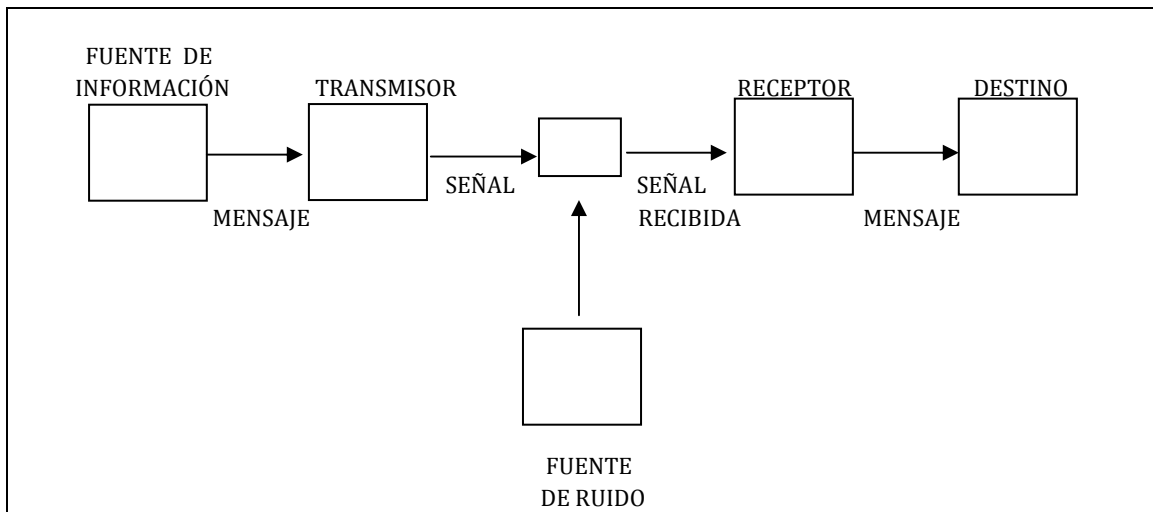 FUENTE DE
INFORMACIÓN
TRANSMISOR
RECEPTOR
DESTINO
MENSAJE
SEÑAL
SEÑAL
RECIBIDA
MENSAJE
FUENTE
DE RUIDO